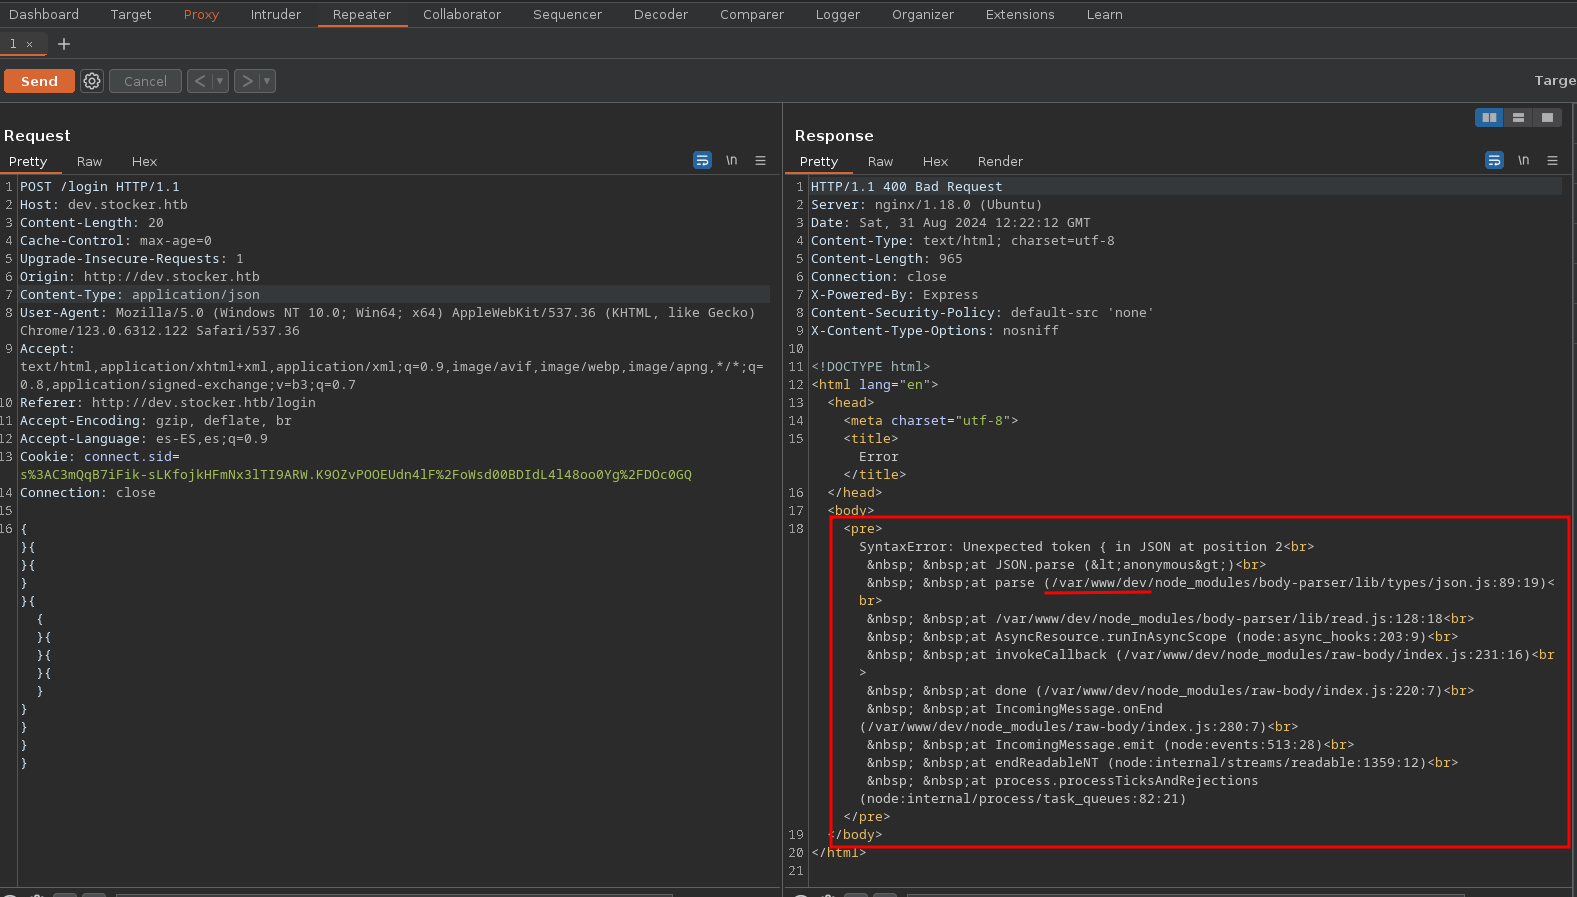 Dashboard Target Proxy Intruder Repeater Collaborator Sequencer Decoder Comparer Logger Organizer Extensions Learn
1 × +
Send Cancel < > Targe
Request
Pretty Raw Hex \n
1 POST /login HTTP/1.1
2 Host: dev.stocker.htb
3 Content-Length: 20
4 Cache-Control: max-age=0
5 Upgrade-Insecure-Requests: 1
6 Origin: http://dev.stocker.htb
7 Content-Type: application/json
8 User-Agent: Mozilla/5.0 (Windows NT 10.0; Win64; x64) AppleWebKit/537.36 (KHTML, like Gecko)
Chrome/123.0.6312.122 Safari/537.36
9 Accept:
text/html,application/xhtml+xml,application/xml;q=0.9,image/avif,image/webp,image/apng,*/*;q=
0.8,application/signed-exchange;v=b3;q=0.7
10 Referer: http://dev.stocker.htb/login
11 Accept-Encoding: gzip, deflate, br
12 Accept-Language: es-ES,es;q=0.9
13 Cookie: connect.sid=
s%3AC3mQqB7iFik-sLKfojkHFmNx3lTI9ARW.K9OZvPOOEUdn4lF%2FoWsd00BDIdL4l48oo0Yg%2FDOc0GQ
14 Connection: close
15
16 {
}{
}{
}
}{
{
}{
}{
}{
}
}
}
}
}
Response
Pretty Raw Hex Render \n
1 HTTP/1.1 400 Bad Request
2 Server: nginx/1.18.0 (Ubuntu)
3 Date: Sat, 31 Aug 2024 12:22:12 GMT
4 Content-Type: text/html; charset=utf-8
5 Content-Length: 965
6 Connection: close
7 X-Powered-By: Express
8 Content-Security-Policy: default-src 'none'
9 X-Content-Type-Options: nosniff
10
11 <!DOCTYPE html>
12 <html lang="en">
13 <head>
14 <meta charset="utf-8">
15 <title>
Error
</title>
16 </head>
17 <body>
18 <pre>
SyntaxError: Unexpected token { in JSON at position 2<br>
&nbsp; &nbsp;at JSON.parse (&lt;anonymous&gt;)<br>
&nbsp; &nbsp;at parse (/var/www/dev/node_modules/body-parser/lib/types/json.js:89:19)<
br>
&nbsp; &nbsp;at /var/www/dev/node_modules/body-parser/lib/read.js:128:18<br>
&nbsp; &nbsp;at AsyncResource.runInAsyncScope (node:async_hooks:203:9)<br>
&nbsp; &nbsp;at invokeCallback (/var/www/dev/node_modules/raw-body/index.js:231:16)<br
>
&nbsp; &nbsp;at done (/var/www/dev/node_modules/raw-body/index.js:220:7)<br>
&nbsp; &nbsp;at IncomingMessage.onEnd
(/var/www/dev/node_modules/raw-body/index.js:280:7)<br>
&nbsp; &nbsp;at IncomingMessage.emit (node:events:513:28)<br>
&nbsp; &nbsp;at endReadableNT (node:internal/streams/readable:1359:12)<br>
&nbsp; &nbsp;at process.processTicksAndRejections
(node:internal/process/task_queues:82:21)
</pre>
19 </body>
20 </html>
21